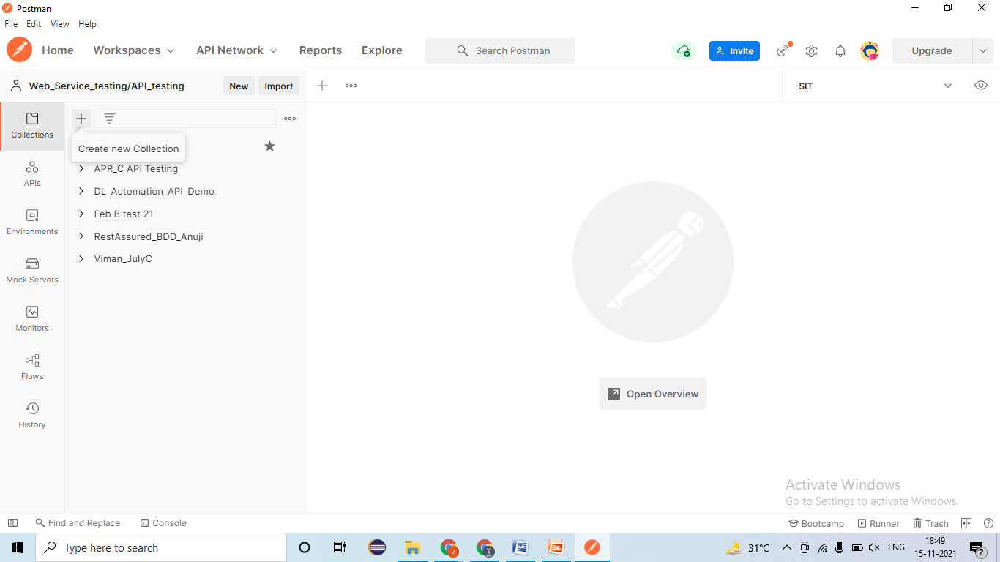 Postman
File Edit View Help
Home Workspaces API Network Reports Explore Search Postman Invite Upgrade
Web_Service_testing/API_testing New Import SIT
Collections
Create new Collection
APIs
APR_C API Testing
DL_Automation_API_Demo
Feb B test 21
Environments
RestAssured_BDD_Anuji
Viman_JulyC
Mock Servers
Monitors
Flows
Open Overview
History
Activate Windows
Go to Settings to activate Windows.
Find and Replace Console Bootcamp Runner Trash
Type here to search 31°C ENG 18:49
15-11-2021 2